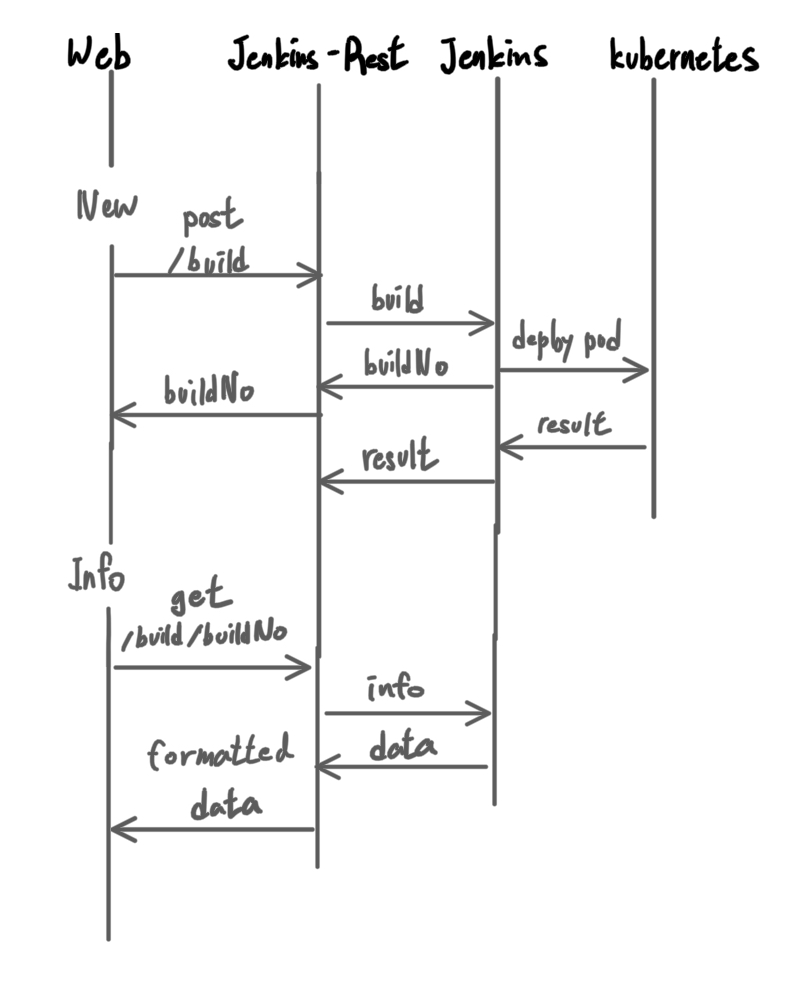 Web Jenkins-Rest Jenkins kubernetes
New
post
/build
build
deploy pod
buildNo
buildNo
result
result
Info
get
/build/buildNo
info
data
formatted
data